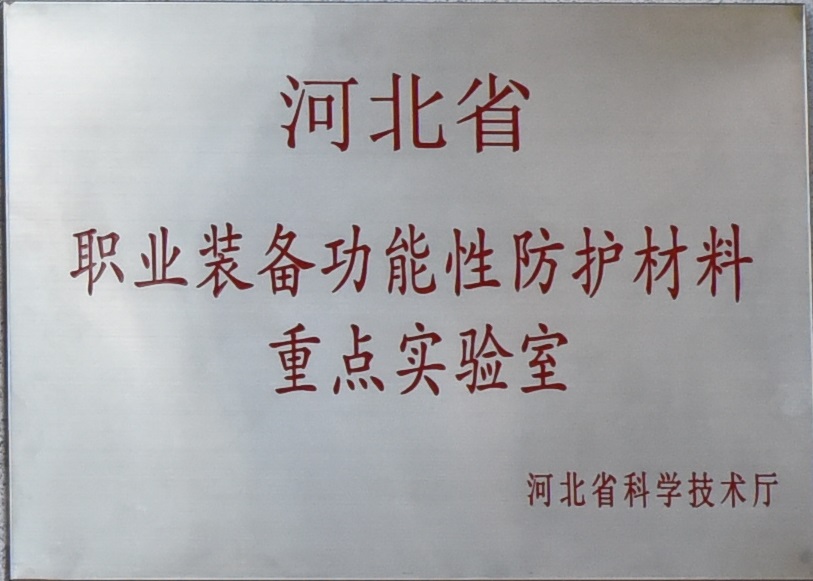 河北省
职业装备功能性防护材料
重点实验室
河北省科学技术厅